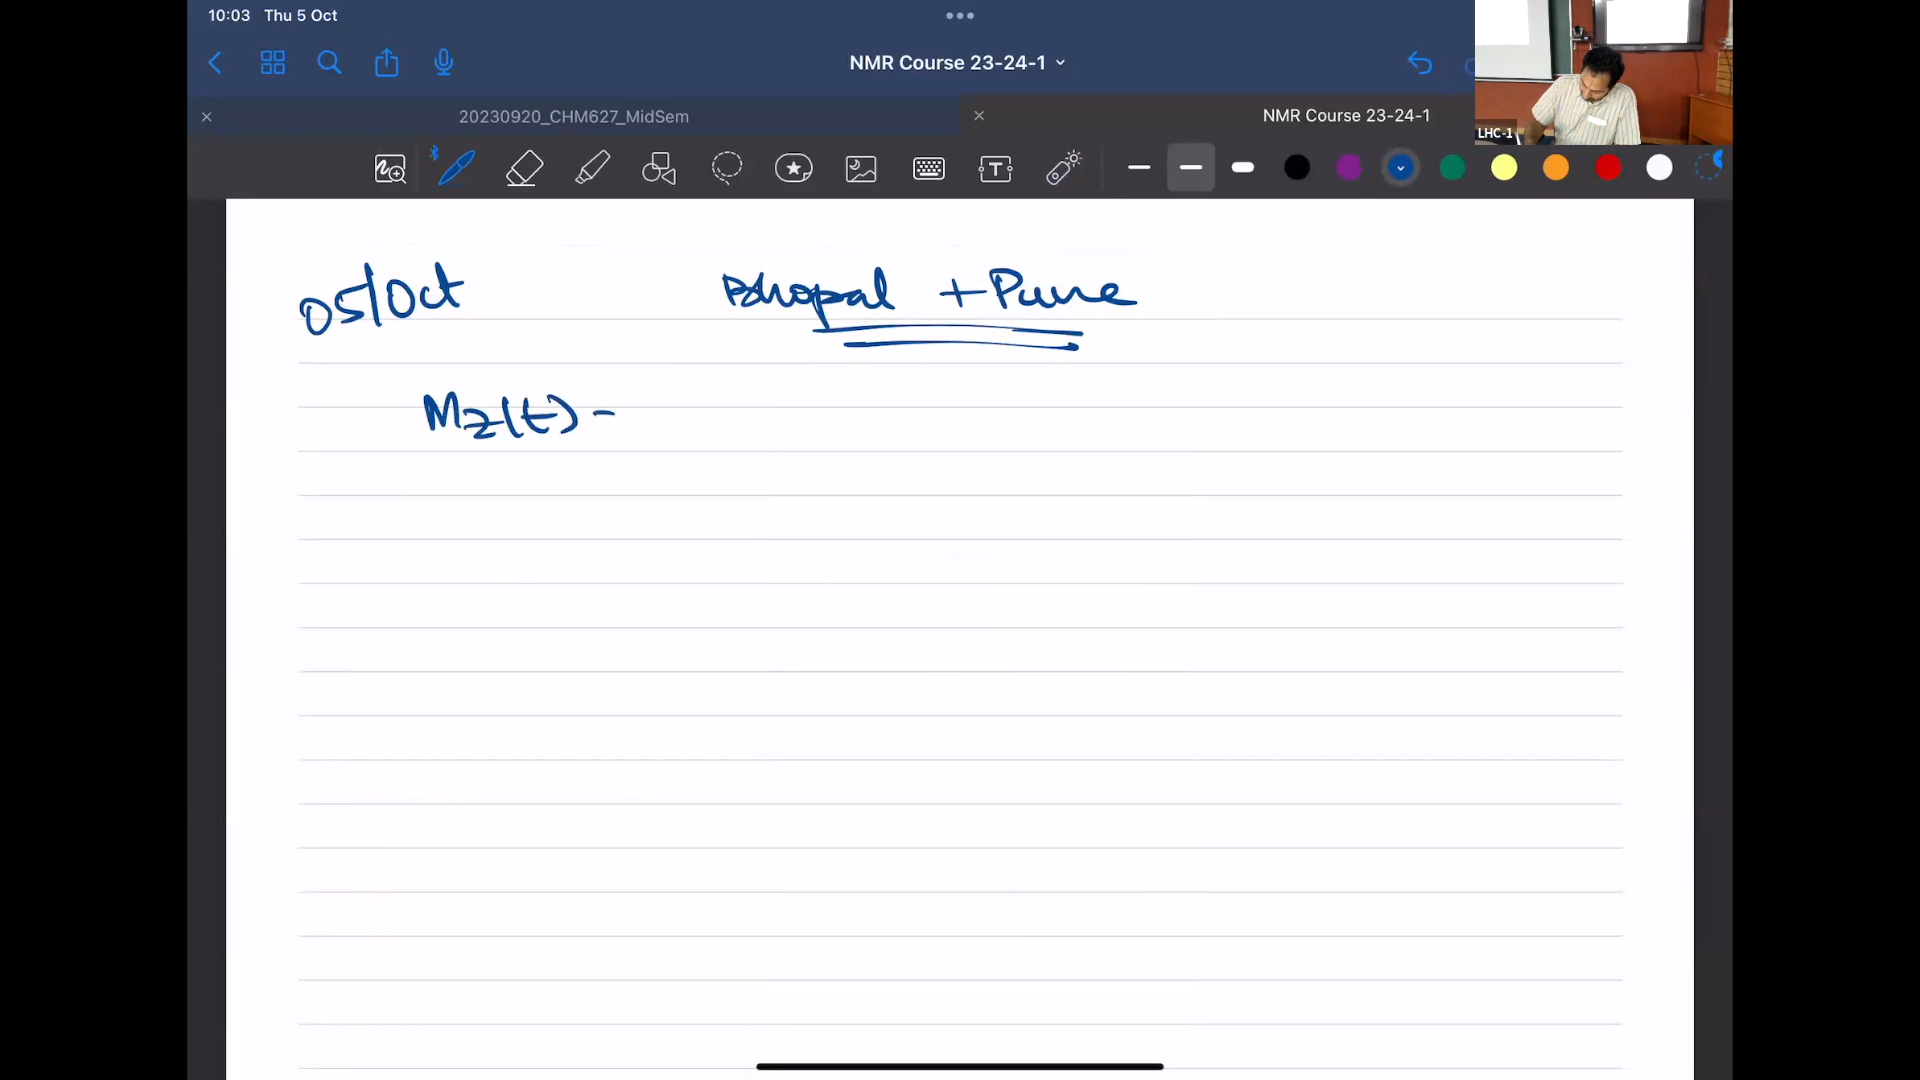 10:03 Thu 5 Oct
NMR Course 23-24-1
20230920_CHM627_MidSem
NMR Course 23-24-1
LHC-1
T
05/Oct Bhopal + Pune
Mz(t) -